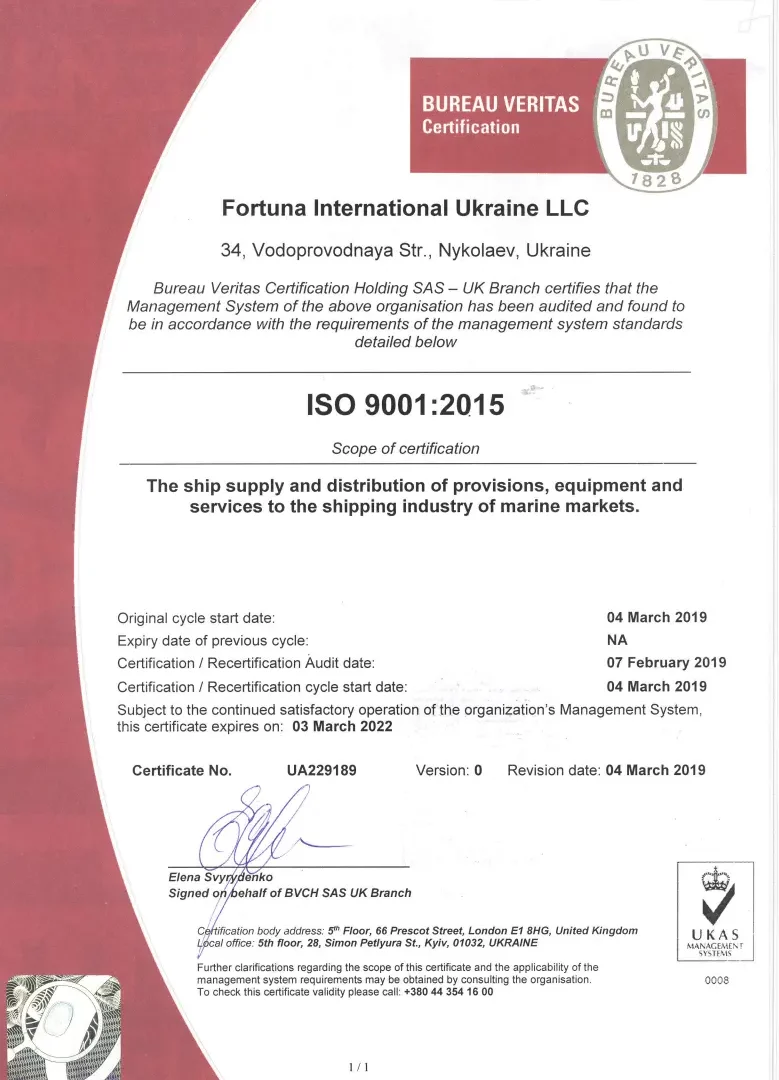 BUREAU VERITAS
Certification
BUREAU VERITAS
1828
Fortuna International Ukraine LLC
34, Vodoprovodnaya Str., Nykolaev, Ukraine
Bureau Veritas Certification Holding SAS – UK Branch certifies that the
Management System of the above organisation has been audited and found to
be in accordance with the requirements of the management system standards
detailed below
ISO 9001:2015
Scope of certification
The ship supply and distribution of provisions, equipment and
services to the shipping industry of marine markets.
Original cycle start date: 04 March 2019
Expiry date of previous cycle: NA
Certification / Recertification Audit date: 07 February 2019
Certification / Recertification cycle start date: 04 March 2019
Subject to the continued satisfactory operation of the organization's Management System,
this certificate expires on: 03 March 2022
Certificate No. UA229189 Version: 0 Revision date: 04 March 2019
Elena Svyrydenko
Signed on behalf of BVCH SAS UK Branch
Certification body address: 5th Floor, 66 Prescot Street, London E1 8HG, United Kingdom
Local office: 5th floor, 28, Simon Petlyura St., Kyiv, 01032, UKRAINE
Further clarifications regarding the scope of this certificate and the applicability of the
management system requirements may be obtained by consulting the organisation.
To check this certificate validity please call: +380 44 354 16 00
UKAS
MANAGEMENT
SYSTEMS
0008
1 / 1